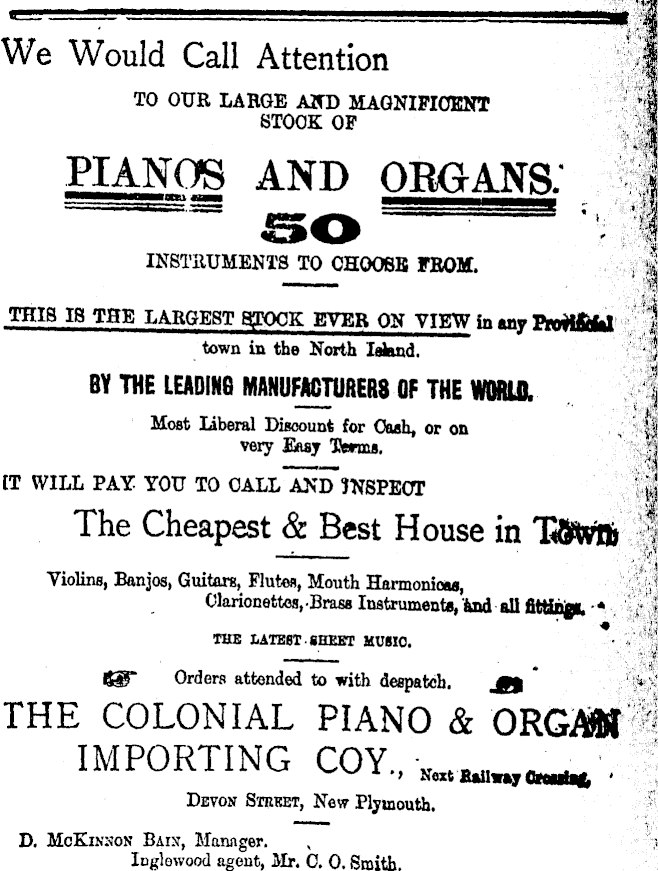 We Would Call Attention
TO OUR LARGE AND MAGNIFICENT
STOCK OF
PIANOS AND ORGANS.
50
INSTRUMENTS TO CHOOSE FROM.
THIS IS THE LARGEST STOCK EVER ON VIEW in any Provincial
town in the North Island.
BY THE LEADING MANUFACTURERS OF THE WORLD.
Most Liberal Discount for Cash, or on
very Easy Terms.
IT WILL PAY YOU TO CALL AND INSPECT
The Cheapest & Best House in Town
Violins, Banjos, Guitars, Flutes, Mouth Harmonicas,
Clarionettes, Brass Instruments, and all fittings.
THE LATEST SHEET MUSIC.
Orders attended to with despatch.
THE COLONIAL PIANO & ORGAN
IMPORTING COY., Next Railway Crossing,
DEVON STREET, New Plymouth.
D. MCKINNON BAIN, Manager.
Inglewood agent, Mr. C. O. Smith.